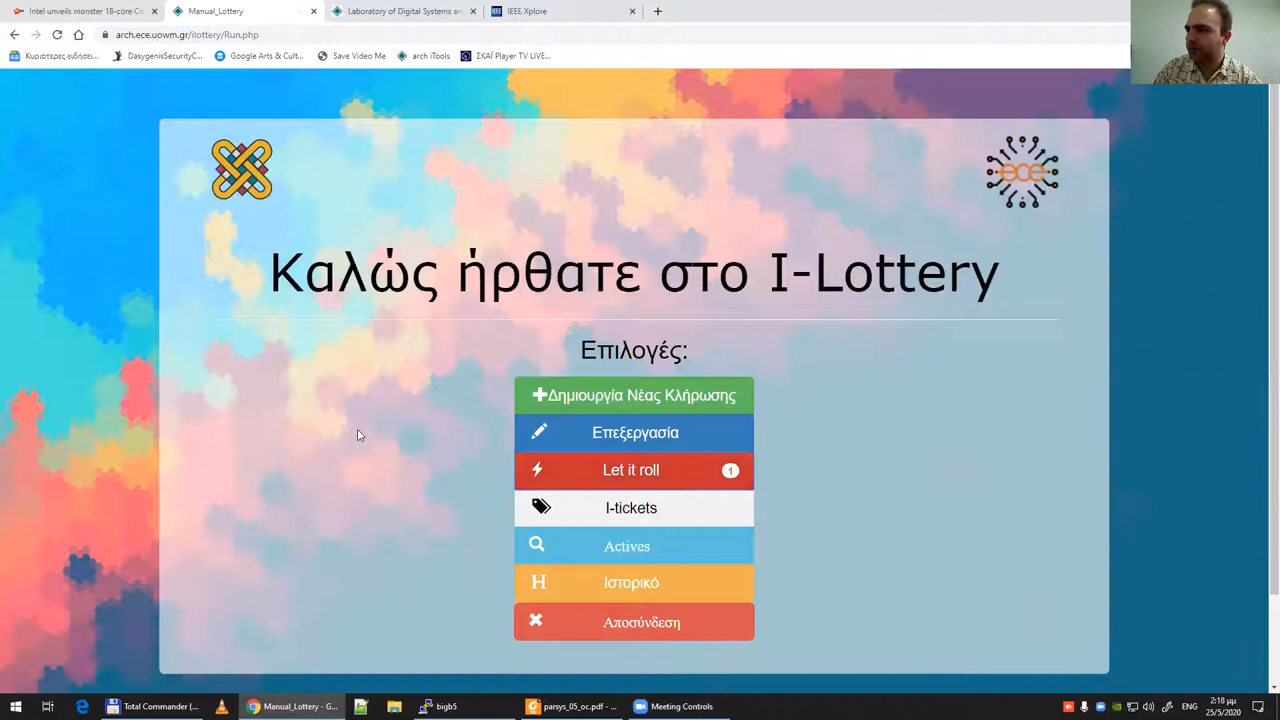 Intel unveils monster 18-core Co
Manual_Lottery
Laboratory of Digital Systems an
IEEE Xplore
arch.ece.uowm.gr/ilottery/Run.php
Κυριότερες ειδήσει...
DasygenisSecurityC...
Google Arts & Cult...
Save Video Me
arch iTools
ΣΚΑΪ Player TV LIVE...
ece
Καλώς ήρθατε στο I-Lottery
Επιλογές:
Δημιουργία Νέας Κλήρωσης
Επεξεργασία
Let it roll 1
I-tickets
Actives
H Ιστορικό
Αποσύνδεση
Total Commander (...
Manual_Lottery - G...
bigb5
parsys_05_oc.pdf - ...
Meeting Controls
ENG
2:18 μμ
25/5/2020